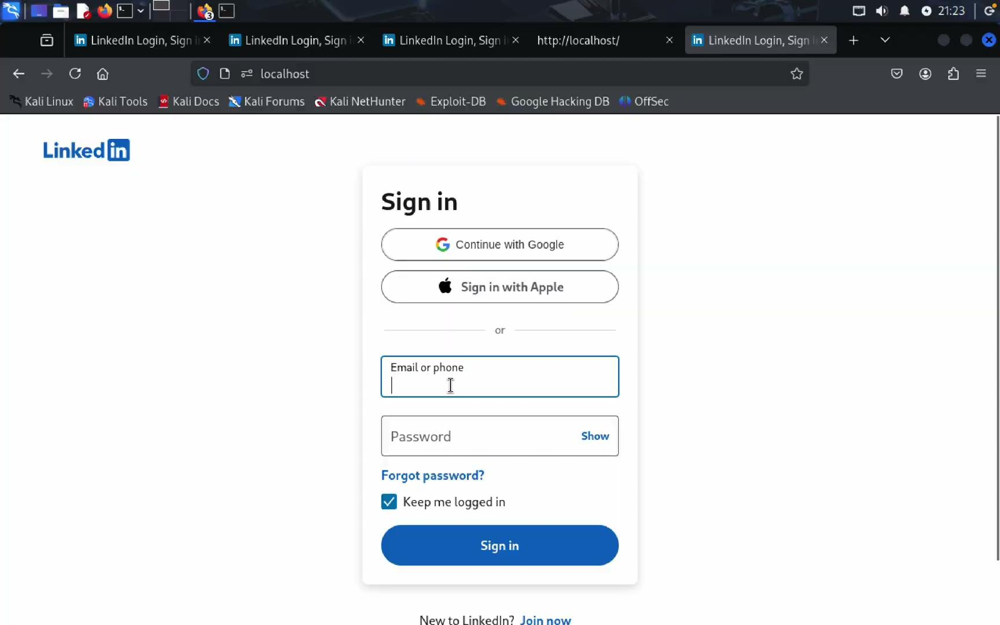 3
21:23
LinkedIn Login, Sign i
LinkedIn Login, Sign i
LinkedIn Login, Sign i
http://localhost/
LinkedIn Login, Sign i
localhost
Kali Linux
Kali Tools
Kali Docs
Kali Forums
Kali NetHunter
Exploit-DB
Google Hacking DB
OffSec
Linked in
Sign in
Continue with Google
Sign in with Apple
or
Email or phone
Password
Show
Forgot password?
Keep me logged in
Sign in
New to LinkedIn? Join now